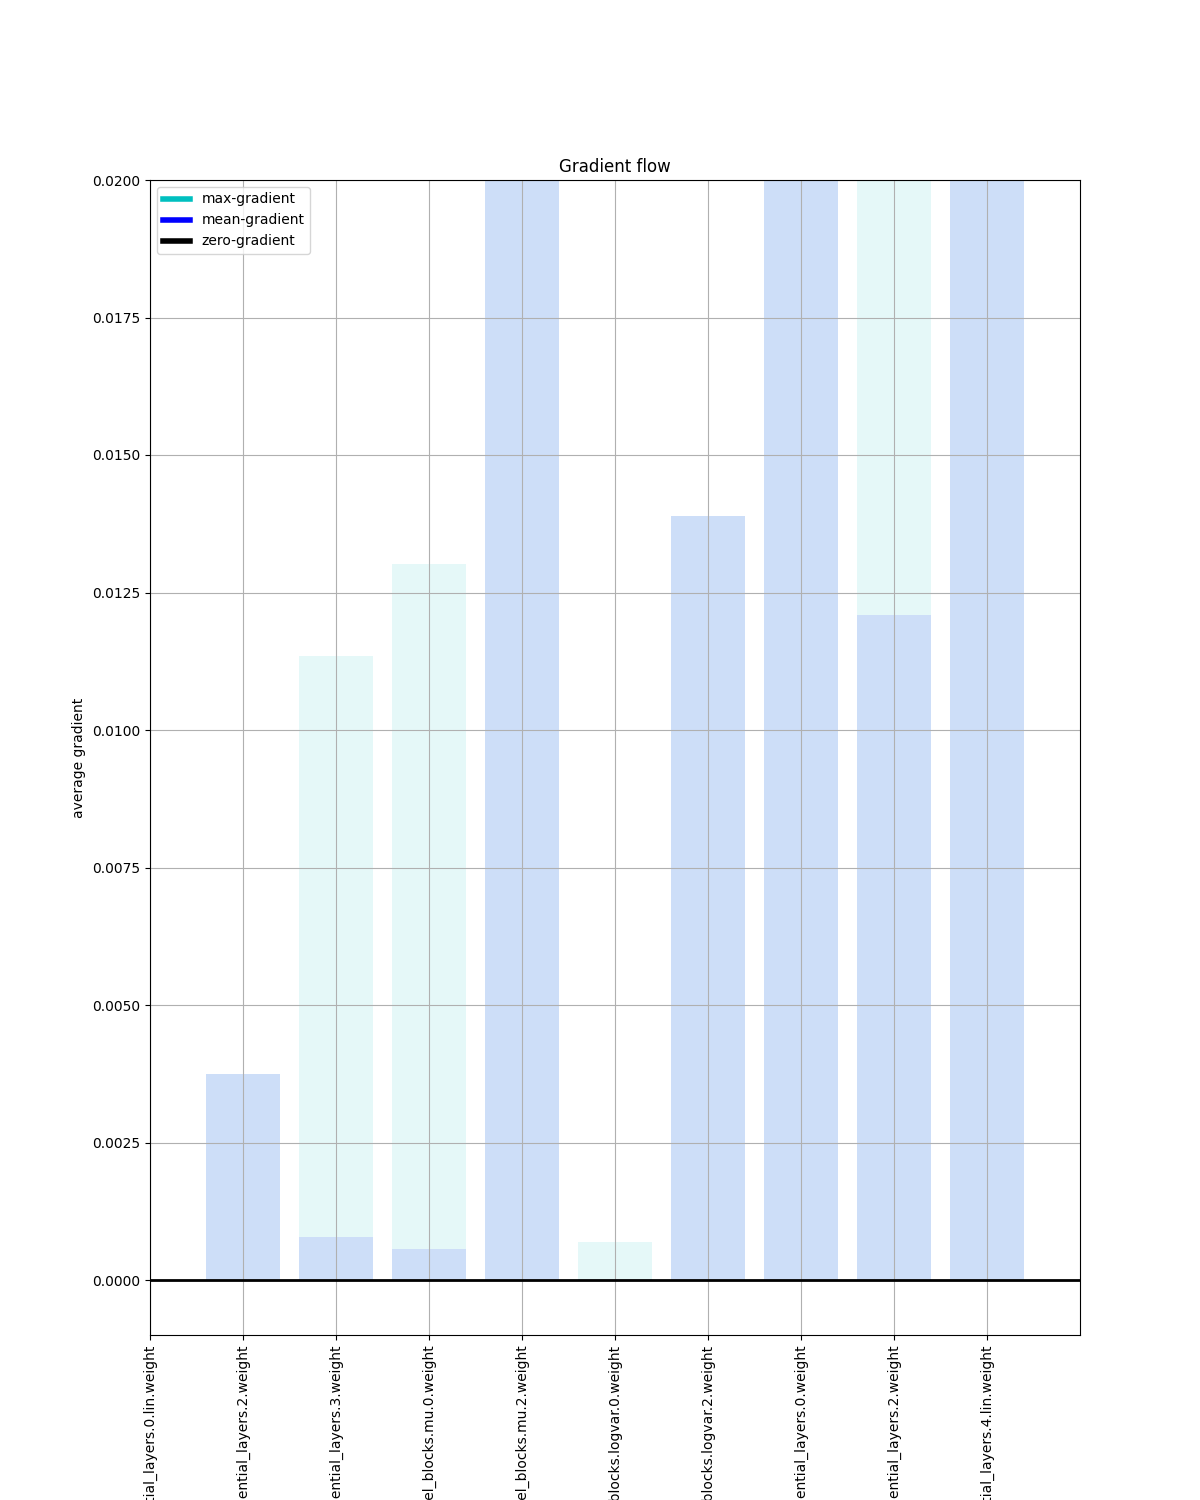 Gradient flow
max-gradient
mean-gradient
zero-gradient
0.0200
0.0175
0.0150
0.0125
0.0100
0.0075
0.0050
0.0025
0.0000
average gradient
tial_layers.0.lin.weight
ential_layers.2.weight
ential_layers.3.weight
el_blocks.mu.0.weight
el_blocks.mu.2.weight
blocks.logvar.0.weight
blocks.logvar.2.weight
ential_layers.0.weight
ential_layers.2.weight
tial_layers.4.lin.weight